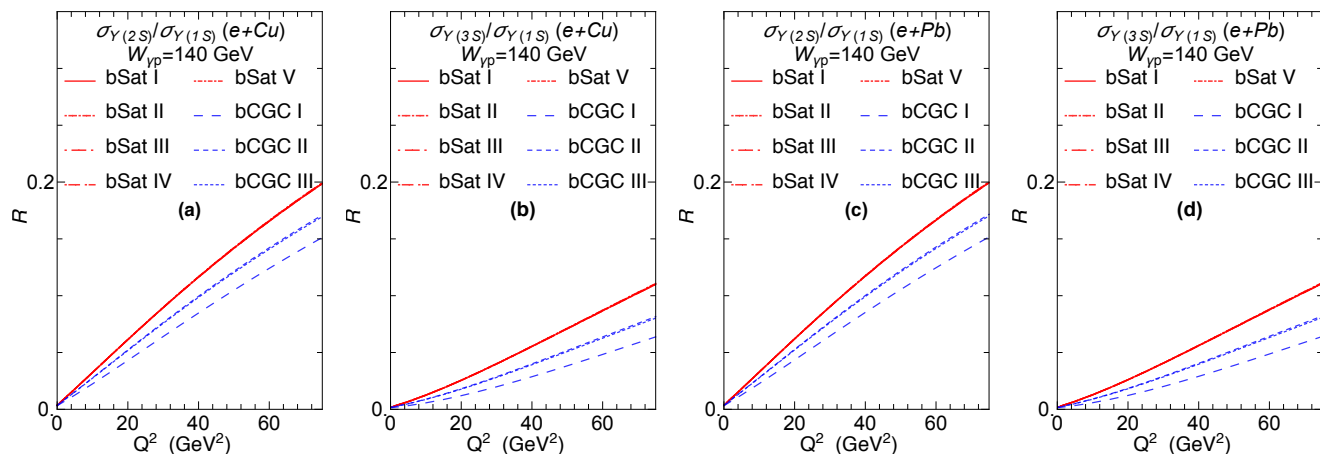 σϒ(2S)/σϒ(1S) (e+Cu)
Wγp=140 GeV
bSat I
bSat V
bSat II
bCGC I
bSat III
bCGC II
bSat IV
bCGC III
(a)
R
0.2
0.
0 20 40 60
Q² (GeV²)
σϒ(3S)/σϒ(1S) (e+Cu)
Wγp=140 GeV
bSat I
bSat V
bSat II
bCGC I
bSat III
bCGC II
bSat IV
bCGC III
(b)
R
0.2
0.
0 20 40 60
Q² (GeV²)
σϒ(2S)/σϒ(1S) (e+Pb)
Wγp=140 GeV
bSat I
bSat V
bSat II
bCGC I
bSat III
bCGC II
bSat IV
bCGC III
(c)
R
0.2
0.
0 20 40 60
Q² (GeV²)
σϒ(3S)/σϒ(1S) (e+Pb)
Wγp=140 GeV
bSat I
bSat V
bSat II
bCGC I
bSat III
bCGC II
bSat IV
bCGC III
(d)
R
0.2
0.
0 20 40 60
Q² (GeV²)